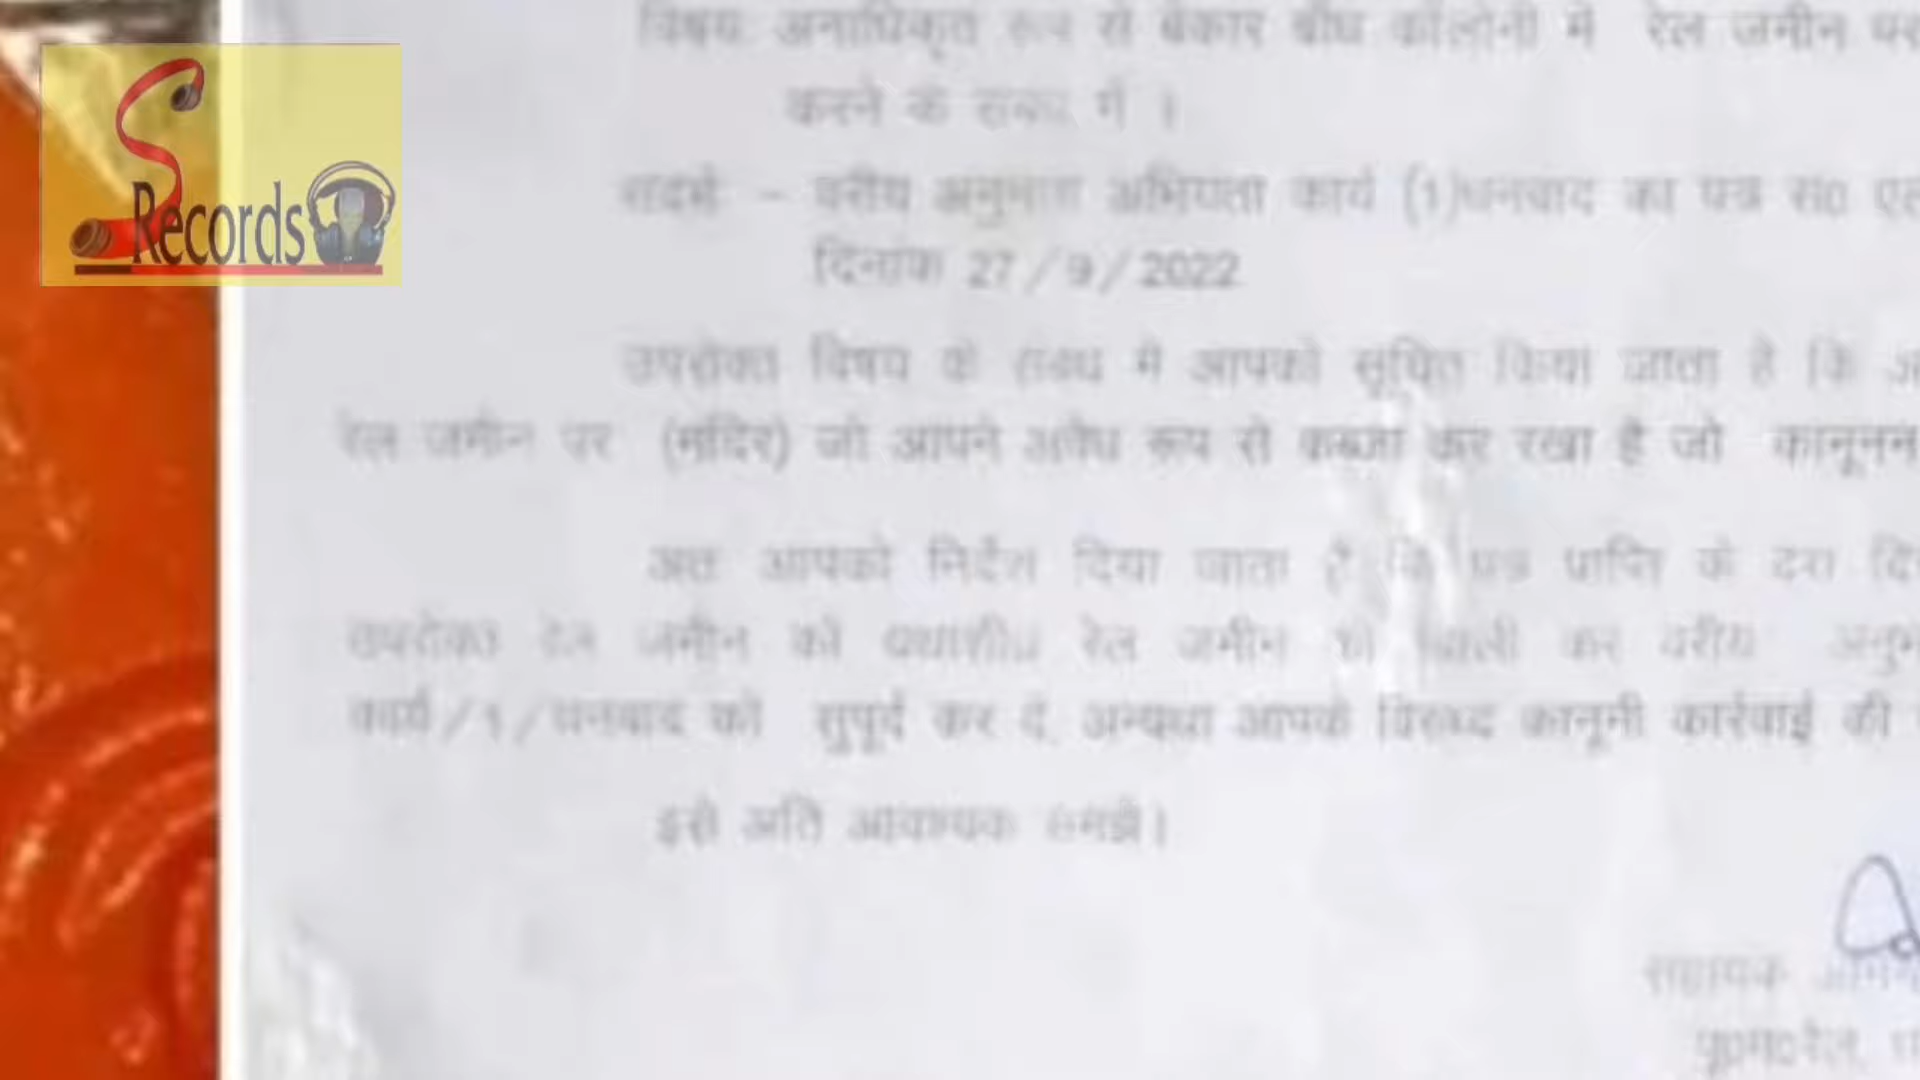 S
Records
विषय: अनाधिकृत रूप से बेकार बाँध कॉलोनी में रेल जमीन पर
करने के संबंध में ।
संदर्भ: - वरीय अनुभाग अभियंता कार्य (1)धनबाद का पत्र सं0
दिनांक 27/9/2022
उपरोक्त विषय के संबंध में आपको सूचित किया जाता है कि
रेल जमीन पर (मंदिर) जो आपने अवैध रूप से कब्जा कर रखा है जो कानूनन
अतः आपको निर्देश दिया जाता है कि पत्र प्राप्ति के दस
उपरोक्त रेल जमीन को यथाशीघ्र रेल जमीन को खाली कर वरीय
कार्य/1/धनबाद को सुपूर्द कर दें, अन्यथा आपके विरूध्द कानूनी कार्रवाई की
इसे अति आवश्यक समझें।
सहायक
पू0म0रेल,